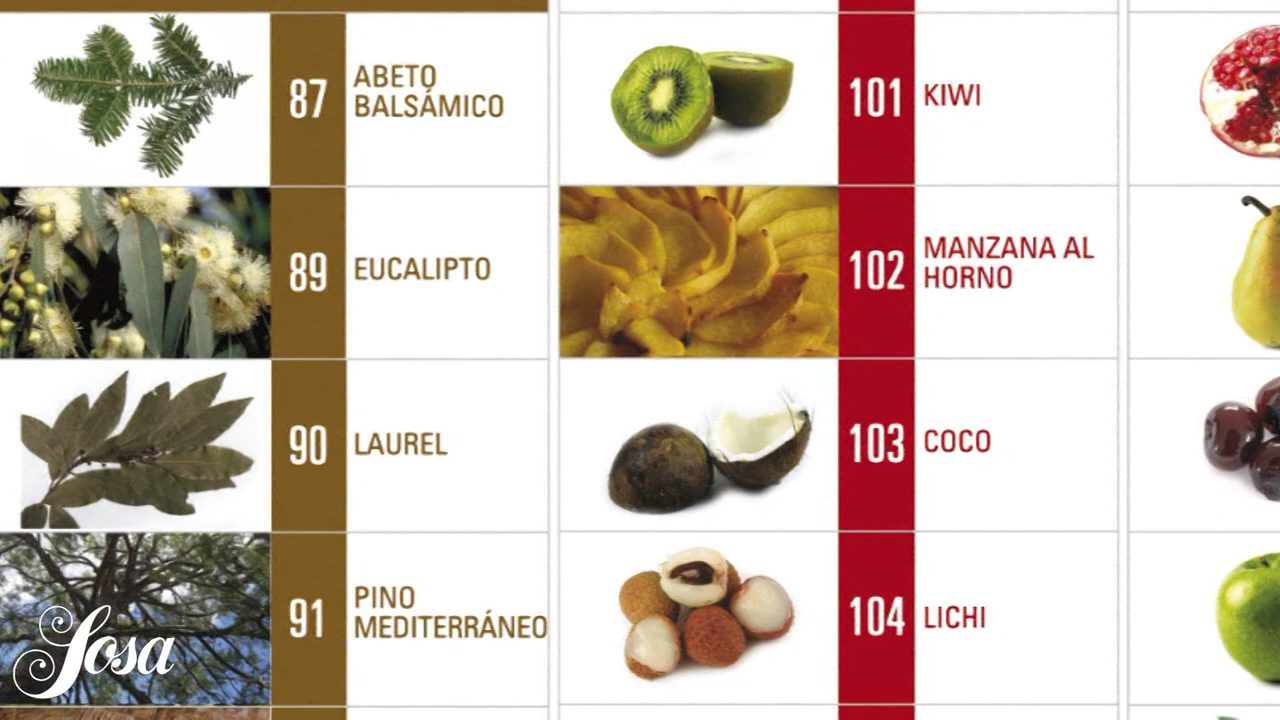 87
ABETO
BALSÁMICO
89
EUCALIPTO
90
LAUREL
91
PINO
MEDITERRÁNEO
101
KIWI
102
MANZANA AL
HORNO
103
COCO
104
LICHI
Sosa